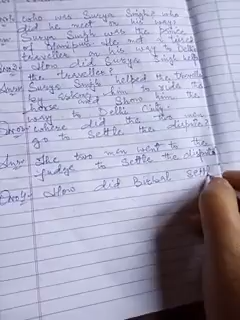 who was Surya Singh? who
did he meet on his way?
Surya Singh was the Prince
of He met a tired
traveller on his way to Delhi
How did Surya Singh help
the traveller?
Surya Singh helped the traveller
by asking him to ride the
horse and show him the
way to Delhi City.
where did the two men
go to settle the dispute?
Ans The two men went to the
Judge to settle the dispute
How did Birbal sett